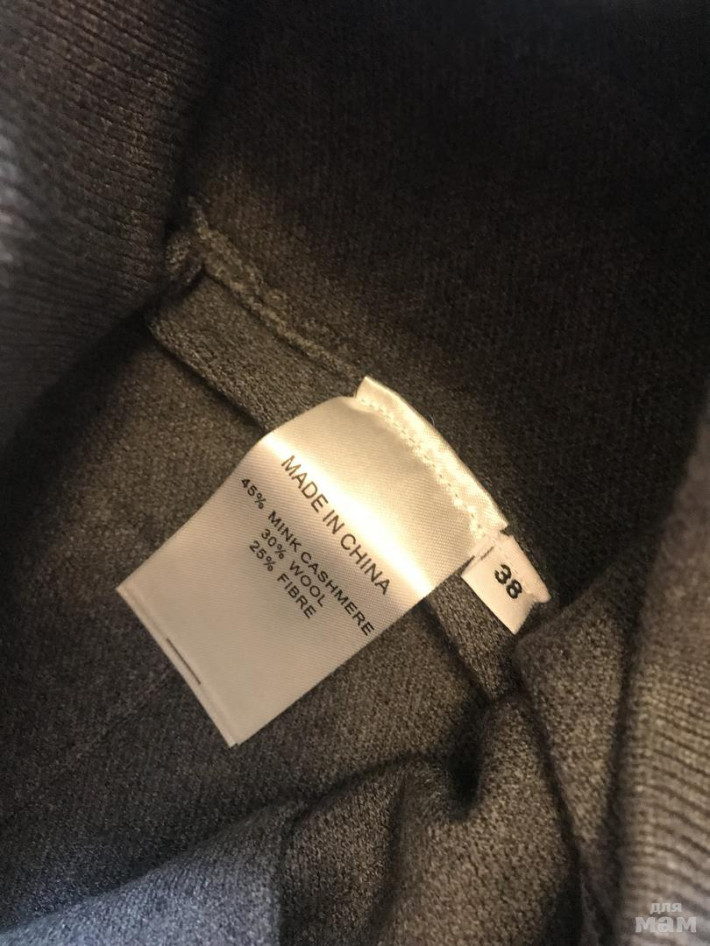 MADE IN CHINA
45% MINK CASHMERE
30% WOOL
25% FIBRE
38
для
мам